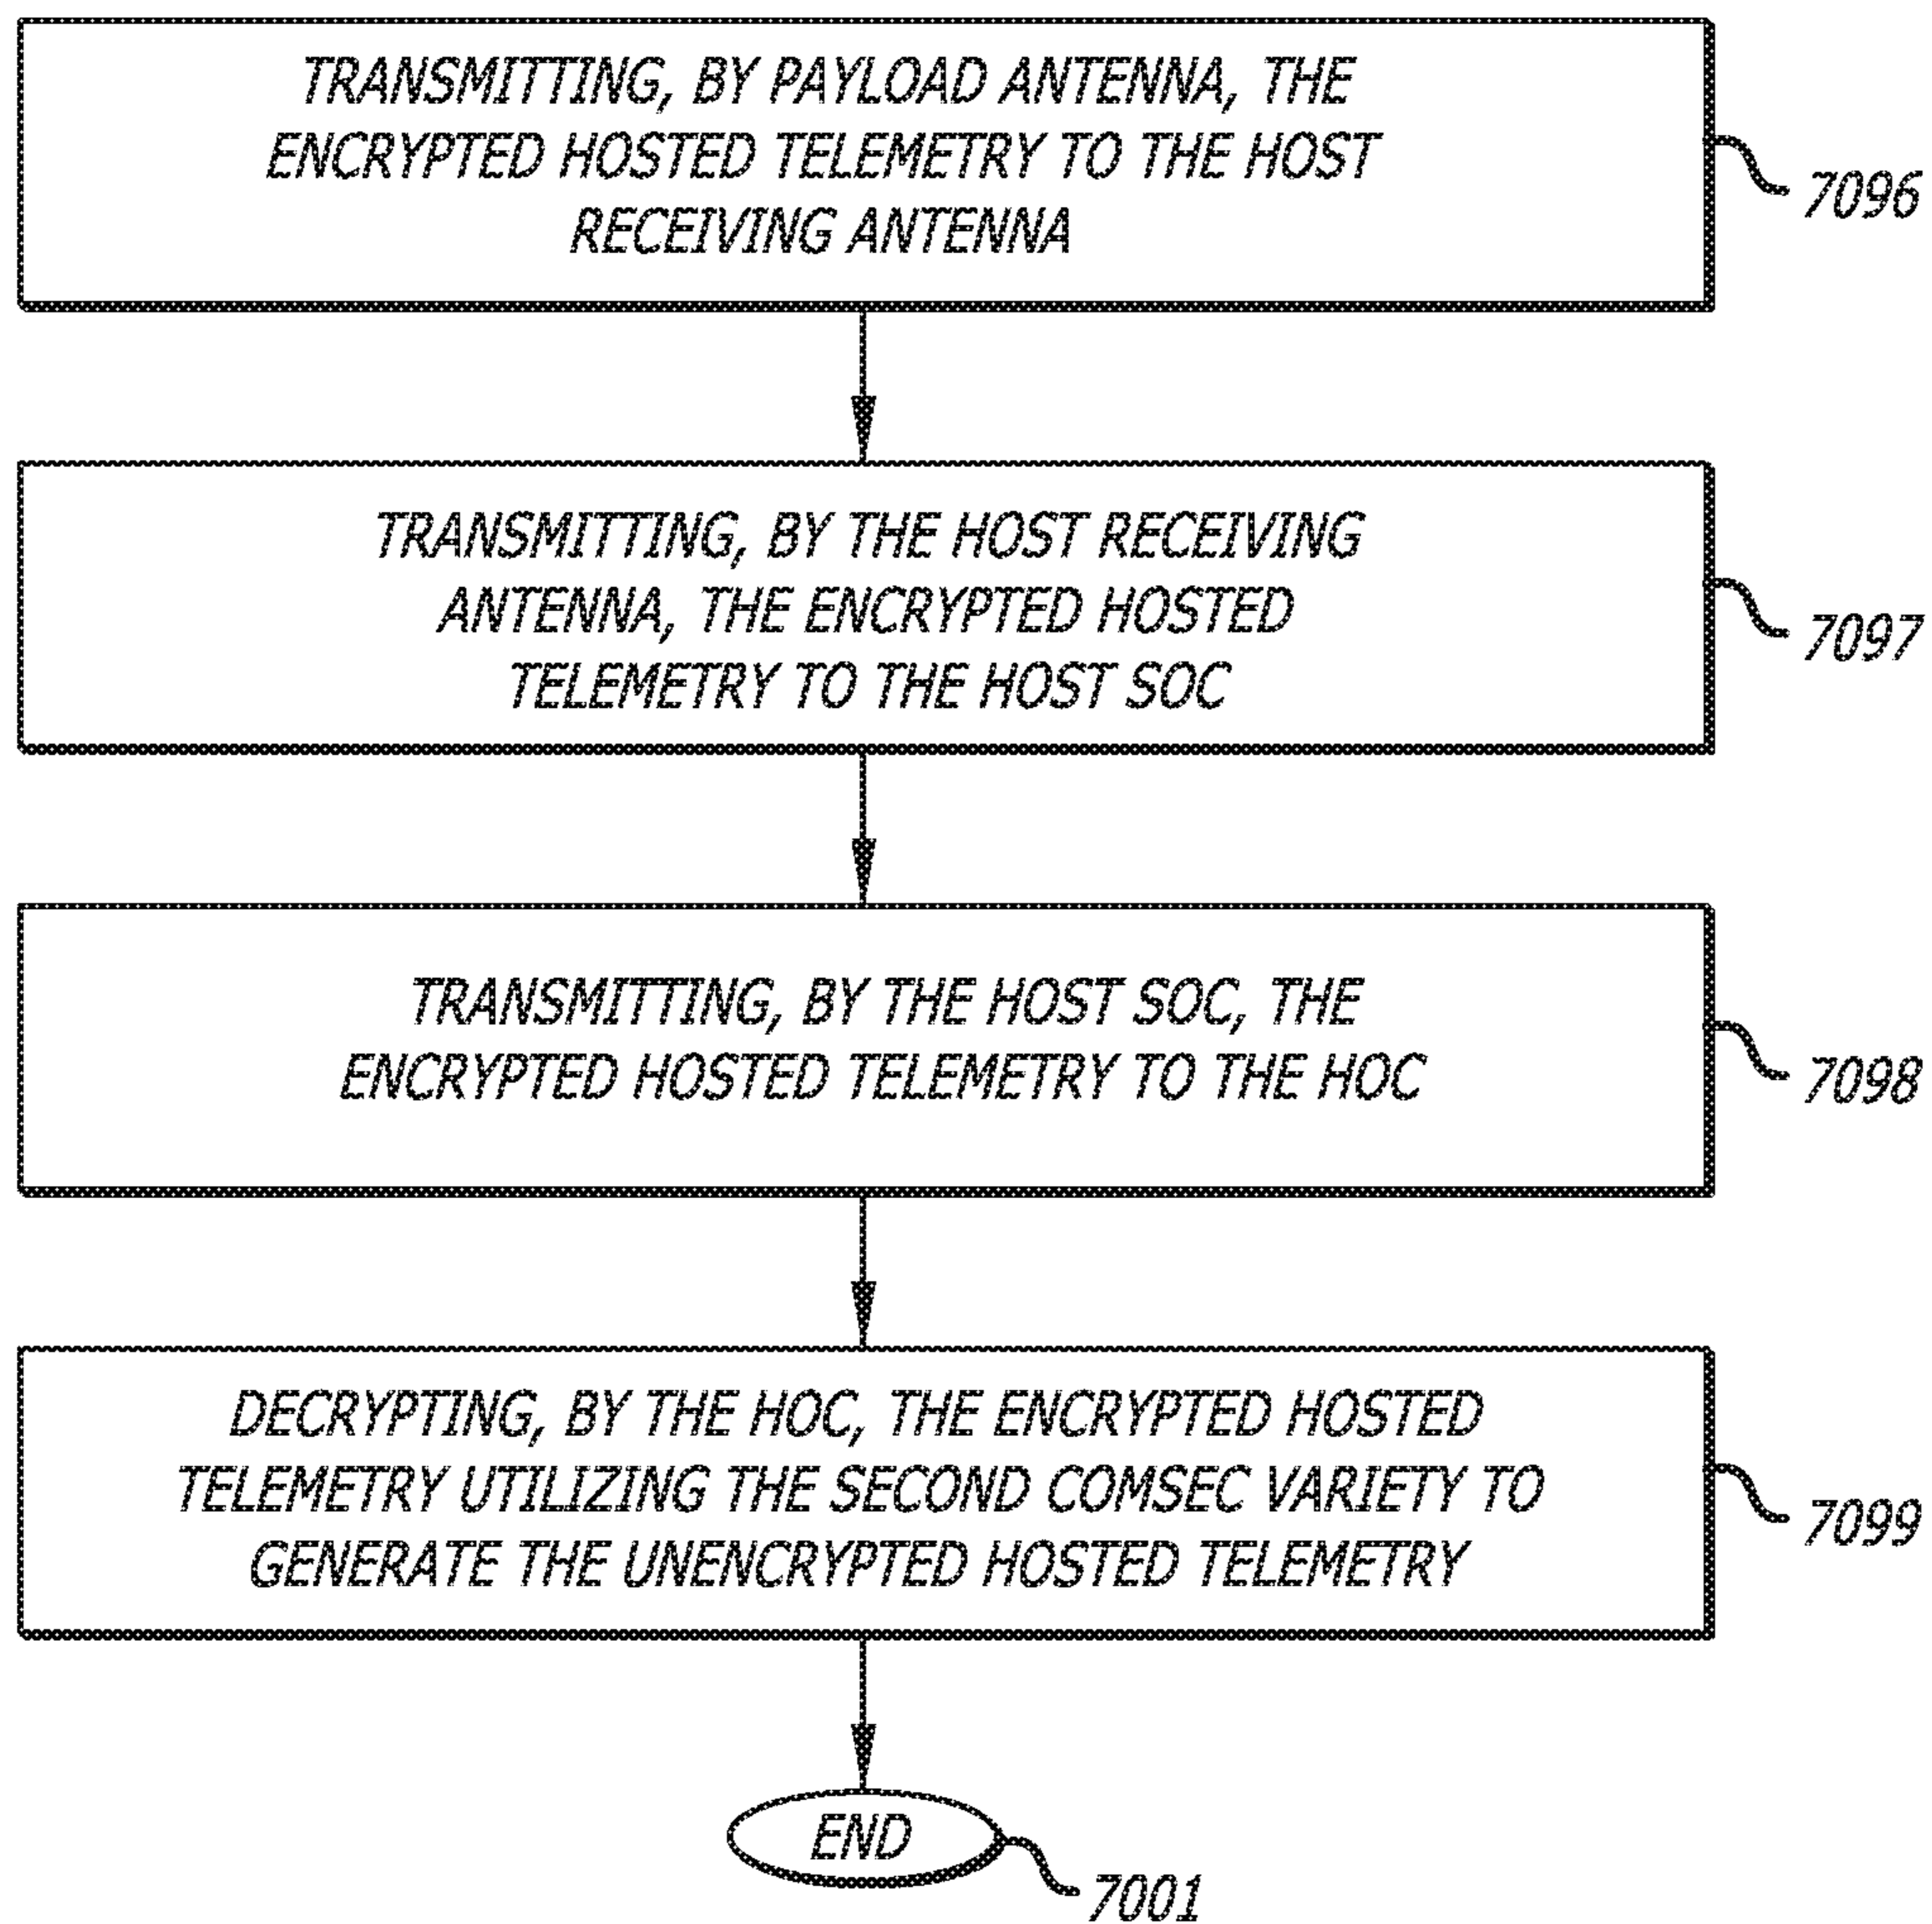 TRANSMITTING, BY PAYLOAD ANTENNA, THE
ENCRYPTED HOSTED TELEMETRY TO THE HOST
RECEIVING ANTENNA
7096
TRANSMITTING, BY THE HOST RECEIVING
ANTENNA, THE ENCRYPTED HOSTED
TELEMETRY TO THE HOST SOC
7097
TRANSMITTING, BY THE HOST SOC, THE
ENCRYPTED HOSTED TELEMETRY TO THE HOC
7098
DECRYPTING, BY THE HOC, THE ENCRYPTED HOSTED
TELEMETRY UTILIZING THE SECOND COMSEC VARIETY TO
GENERATE THE UNENCRYPTED HOSTED TELEMETRY
7099
END
7001